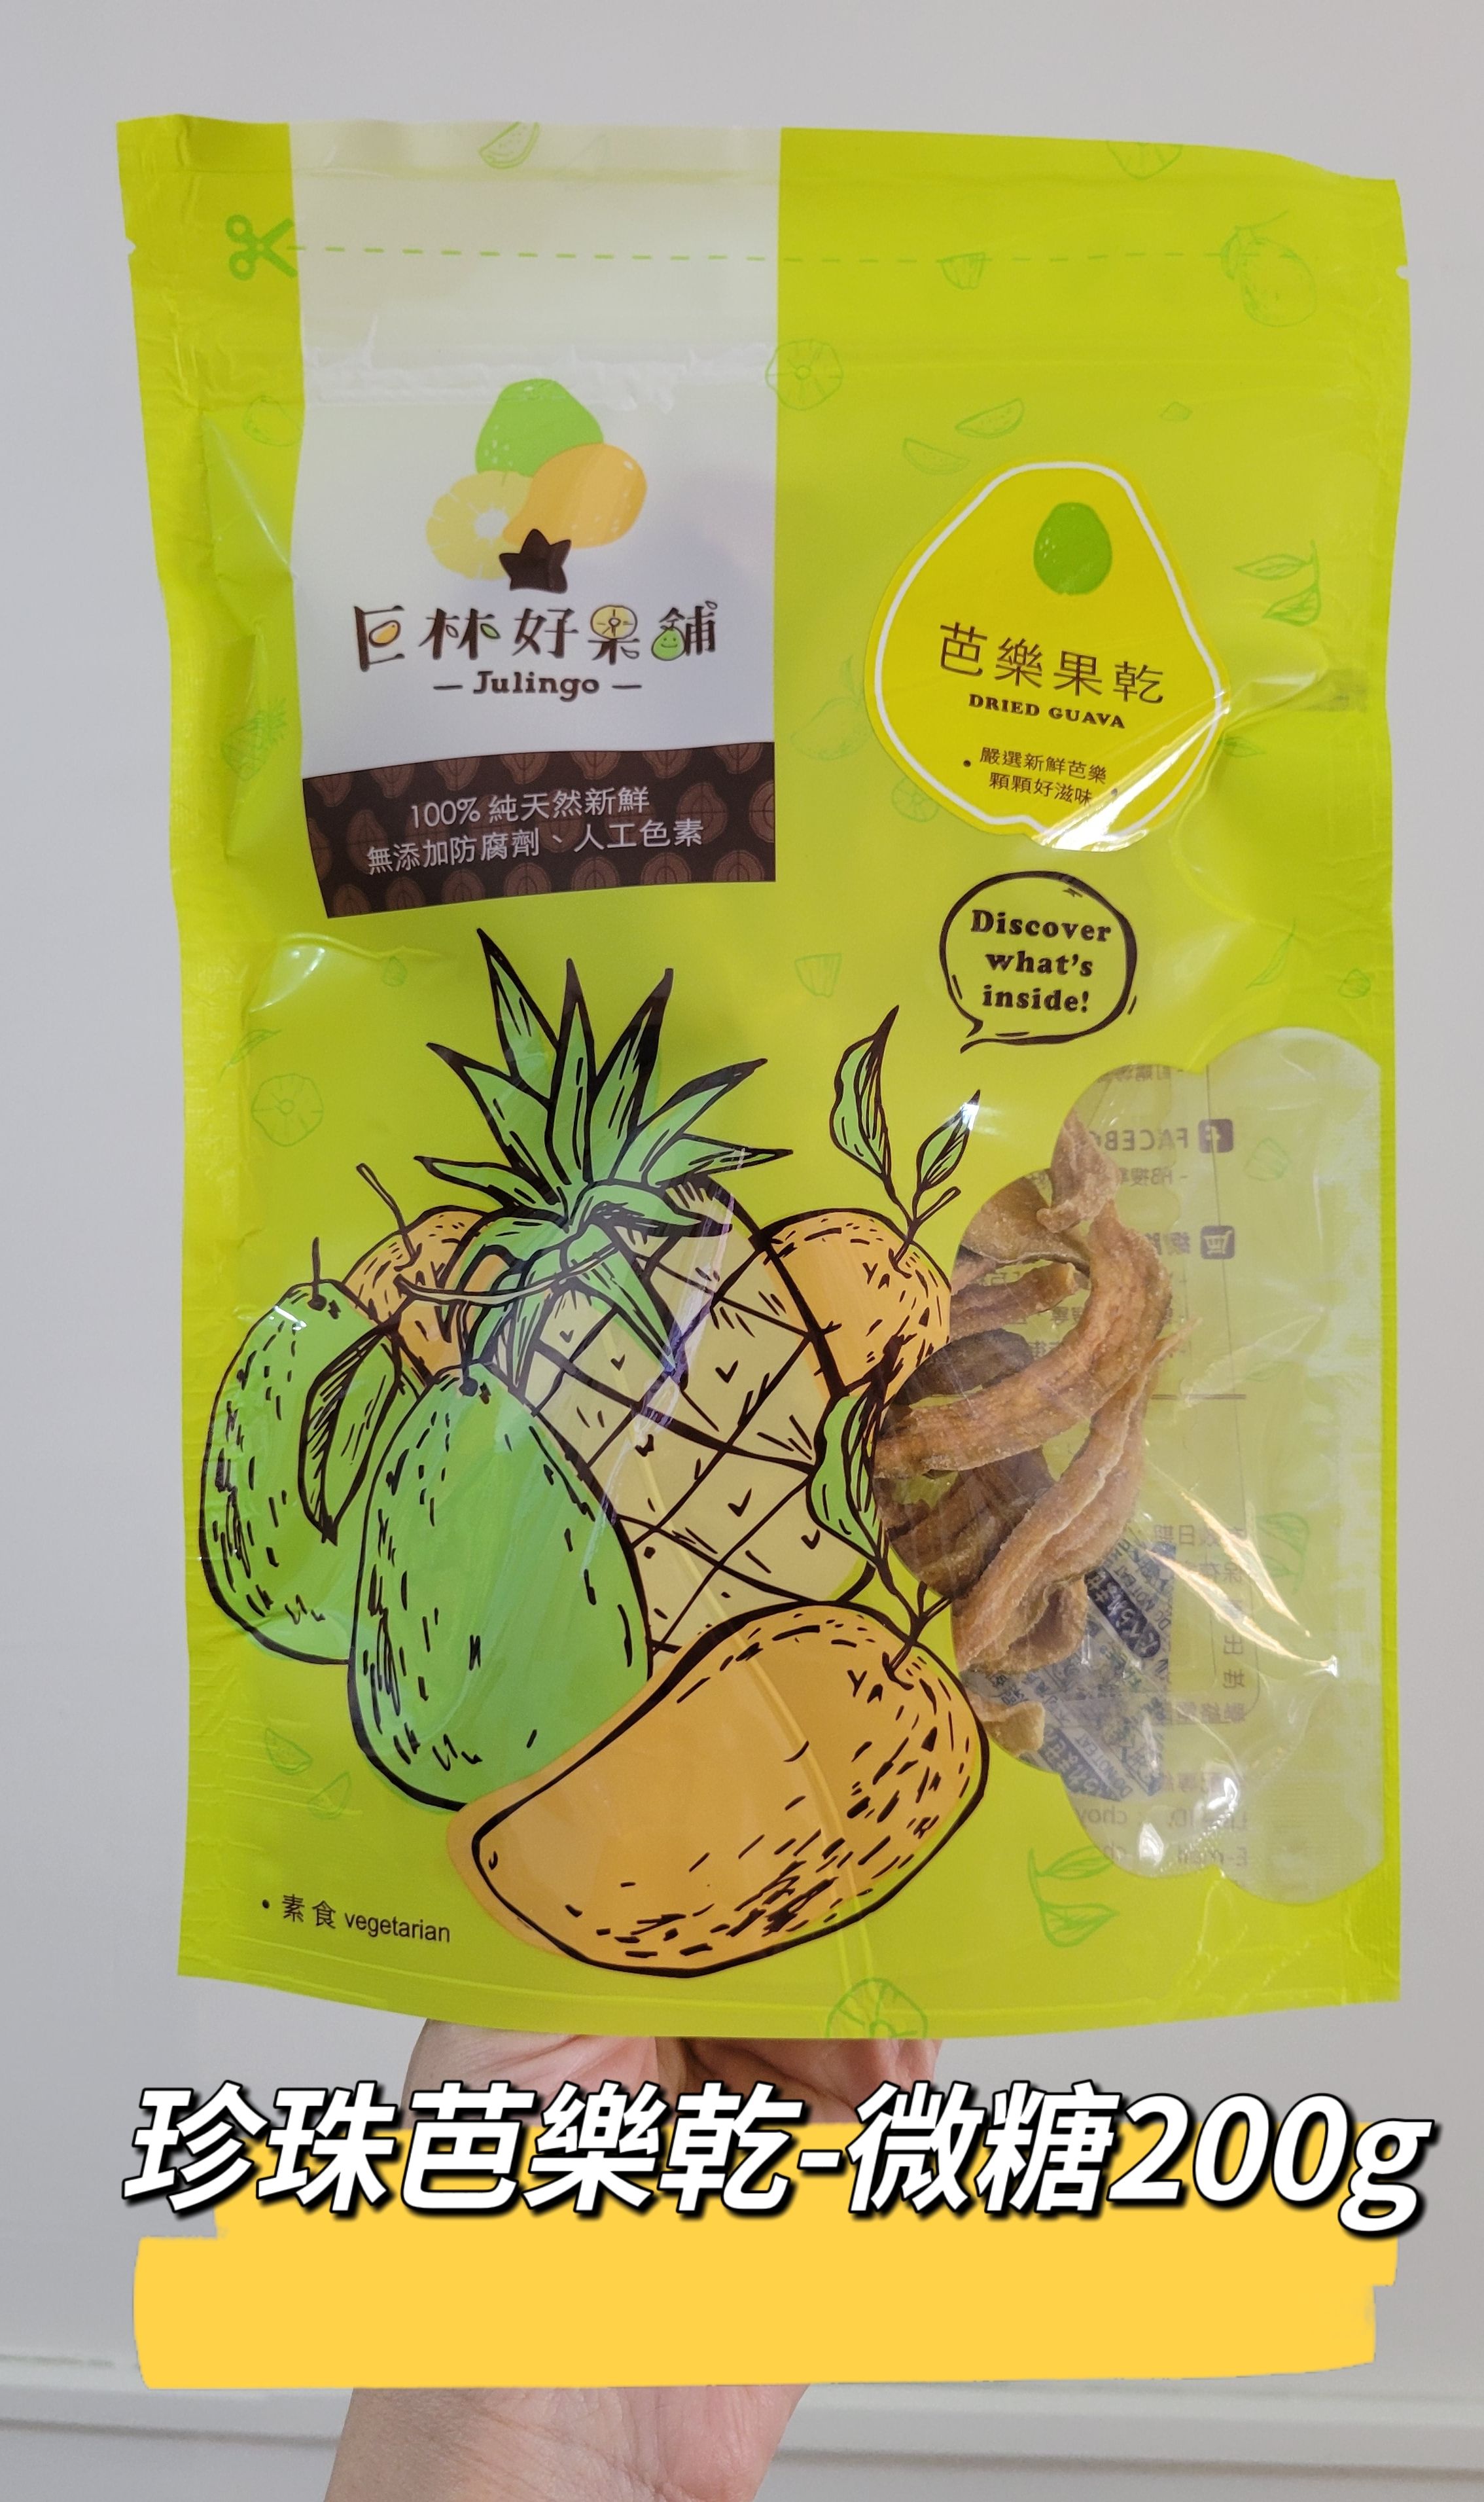 巨林好果舖
Julingo
100% 純天然新鮮
無添加防腐劑、人工色素
芭樂果乾
DRIED GUAVA
嚴選新鮮芭樂
顆顆好滋味
Discover
what's
inside!
素食 vegetarian
珍珠芭樂乾-微糖200g